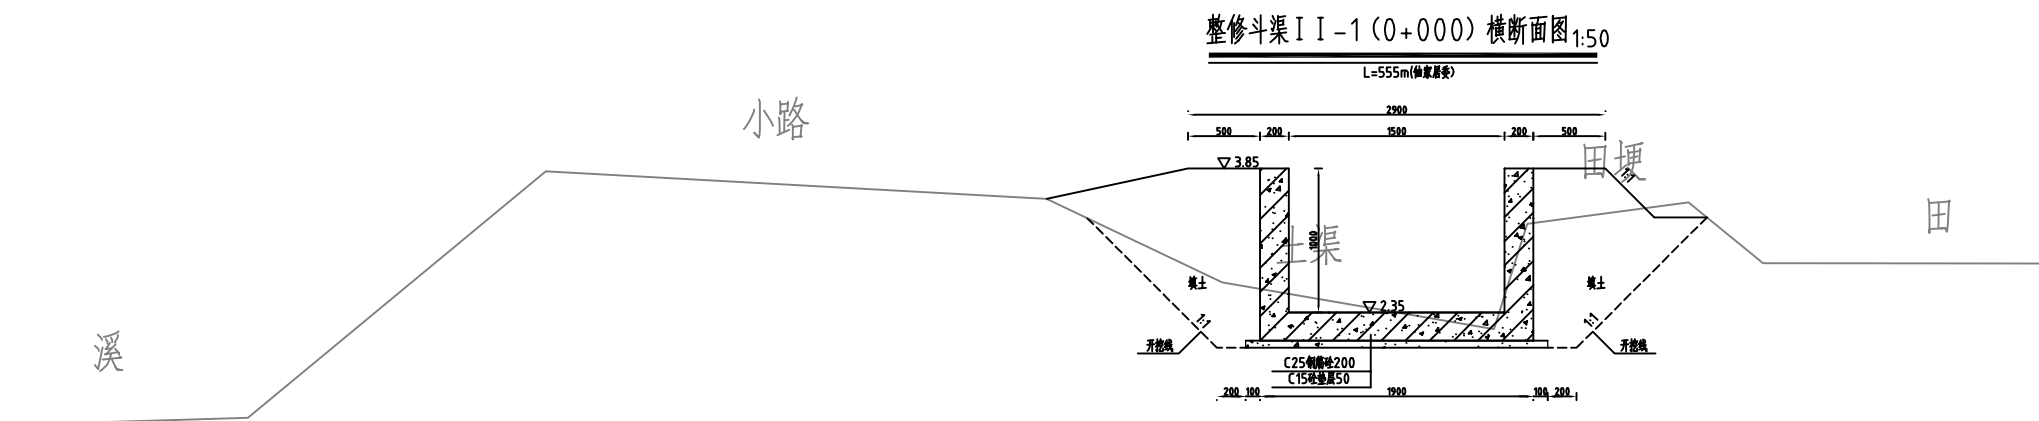 整修斗渠II-1(0+000)横断面图1:50
L=555m(仙家居委)
2900
500 200 1500 200 500
小路
田埂
3.85
1:1
田
土渠
1000
填土
填土
2.35
1:1
1:1
溪
开挖线
开挖线
C25钢筋砼200
C15砼垫层50
200 100 1900 100 200